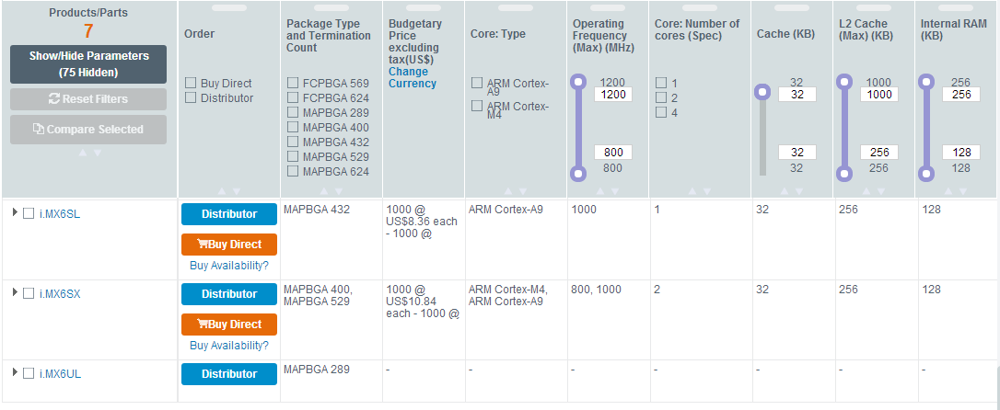 Products/Parts
7
Show/Hide Parameters
(75 Hidden)
Reset Filters
Compare Selected
Order
Buy Direct
Distributor
Package Type
and Termination
Count
FCPBGA 569
FCPBGA 624
MAPBGA 289
MAPBGA 400
MAPBGA 432
MAPBGA 529
MAPBGA 624
Budgetary
Price
excluding
tax(US$)
Change
Currency
Core: Type
ARM Cortex-
A9
ARM Cortex-
M4
Operating
Frequency
(Max) (MHz)
1200
1200
800
800
Core: Number of
cores (Spec)
1
2
4
Cache (KB)
32
32
32
32
L2 Cache
(Max) (KB)
1000
1000
256
256
Internal RAM
(KB)
256
256
128
128
i.MX6SL
Distributor
Buy Direct
Buy Availability?
MAPBGA 432
1000 @
US$8.36 each
- 1000 @
ARM Cortex-A9
1000
1
32
256
128
i.MX6SX
Distributor
Buy Direct
Buy Availability?
MAPBGA 400,
MAPBGA 529
1000 @
US$10.84
each - 1000 @
ARM Cortex-M4,
ARM Cortex-A9
800, 1000
2
32
256
128
i.MX6UL
Distributor
MAPBGA 289
-
-
-
-
-
-
-